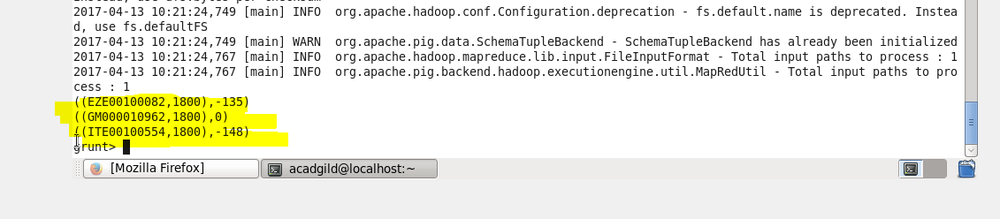 2017-04-13 10:21:24,749 [main] INFO  org.apache.hadoop.conf.Configuration.deprecation - fs.default.name is deprecated. Instea
d, use fs.defaultFS
2017-04-13 10:21:24,749 [main] WARN  org.apache.pig.data.SchemaTupleBackend - SchemaTupleBackend has already been initialized
2017-04-13 10:21:24,767 [main] INFO  org.apache.hadoop.mapreduce.lib.input.FileInputFormat - Total input paths to process : 1
2017-04-13 10:21:24,767 [main] INFO  org.apache.pig.backend.hadoop.executionengine.util.MapRedUtil - Total input paths to pro
cess : 1
((EZE00100082,1800),-135)
((GM000010962,1800),0)
((ITE00100554,1800),-148)
grunt>
[Mozilla Firefox]
acadgild@localhost:~